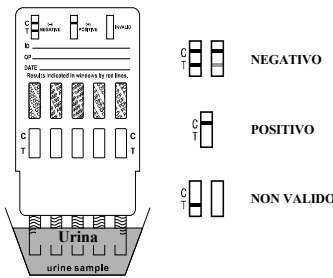 C
T
(-)
NEGATIVE
(+)
POSITIVE
INVALID
ID
OP
DATE
Results indicated in windows by red lines.
C
T
C
T
Urina
urine sample
C
T
NEGATIVO
C
T
POSITIVO
C
T
NON VALIDO